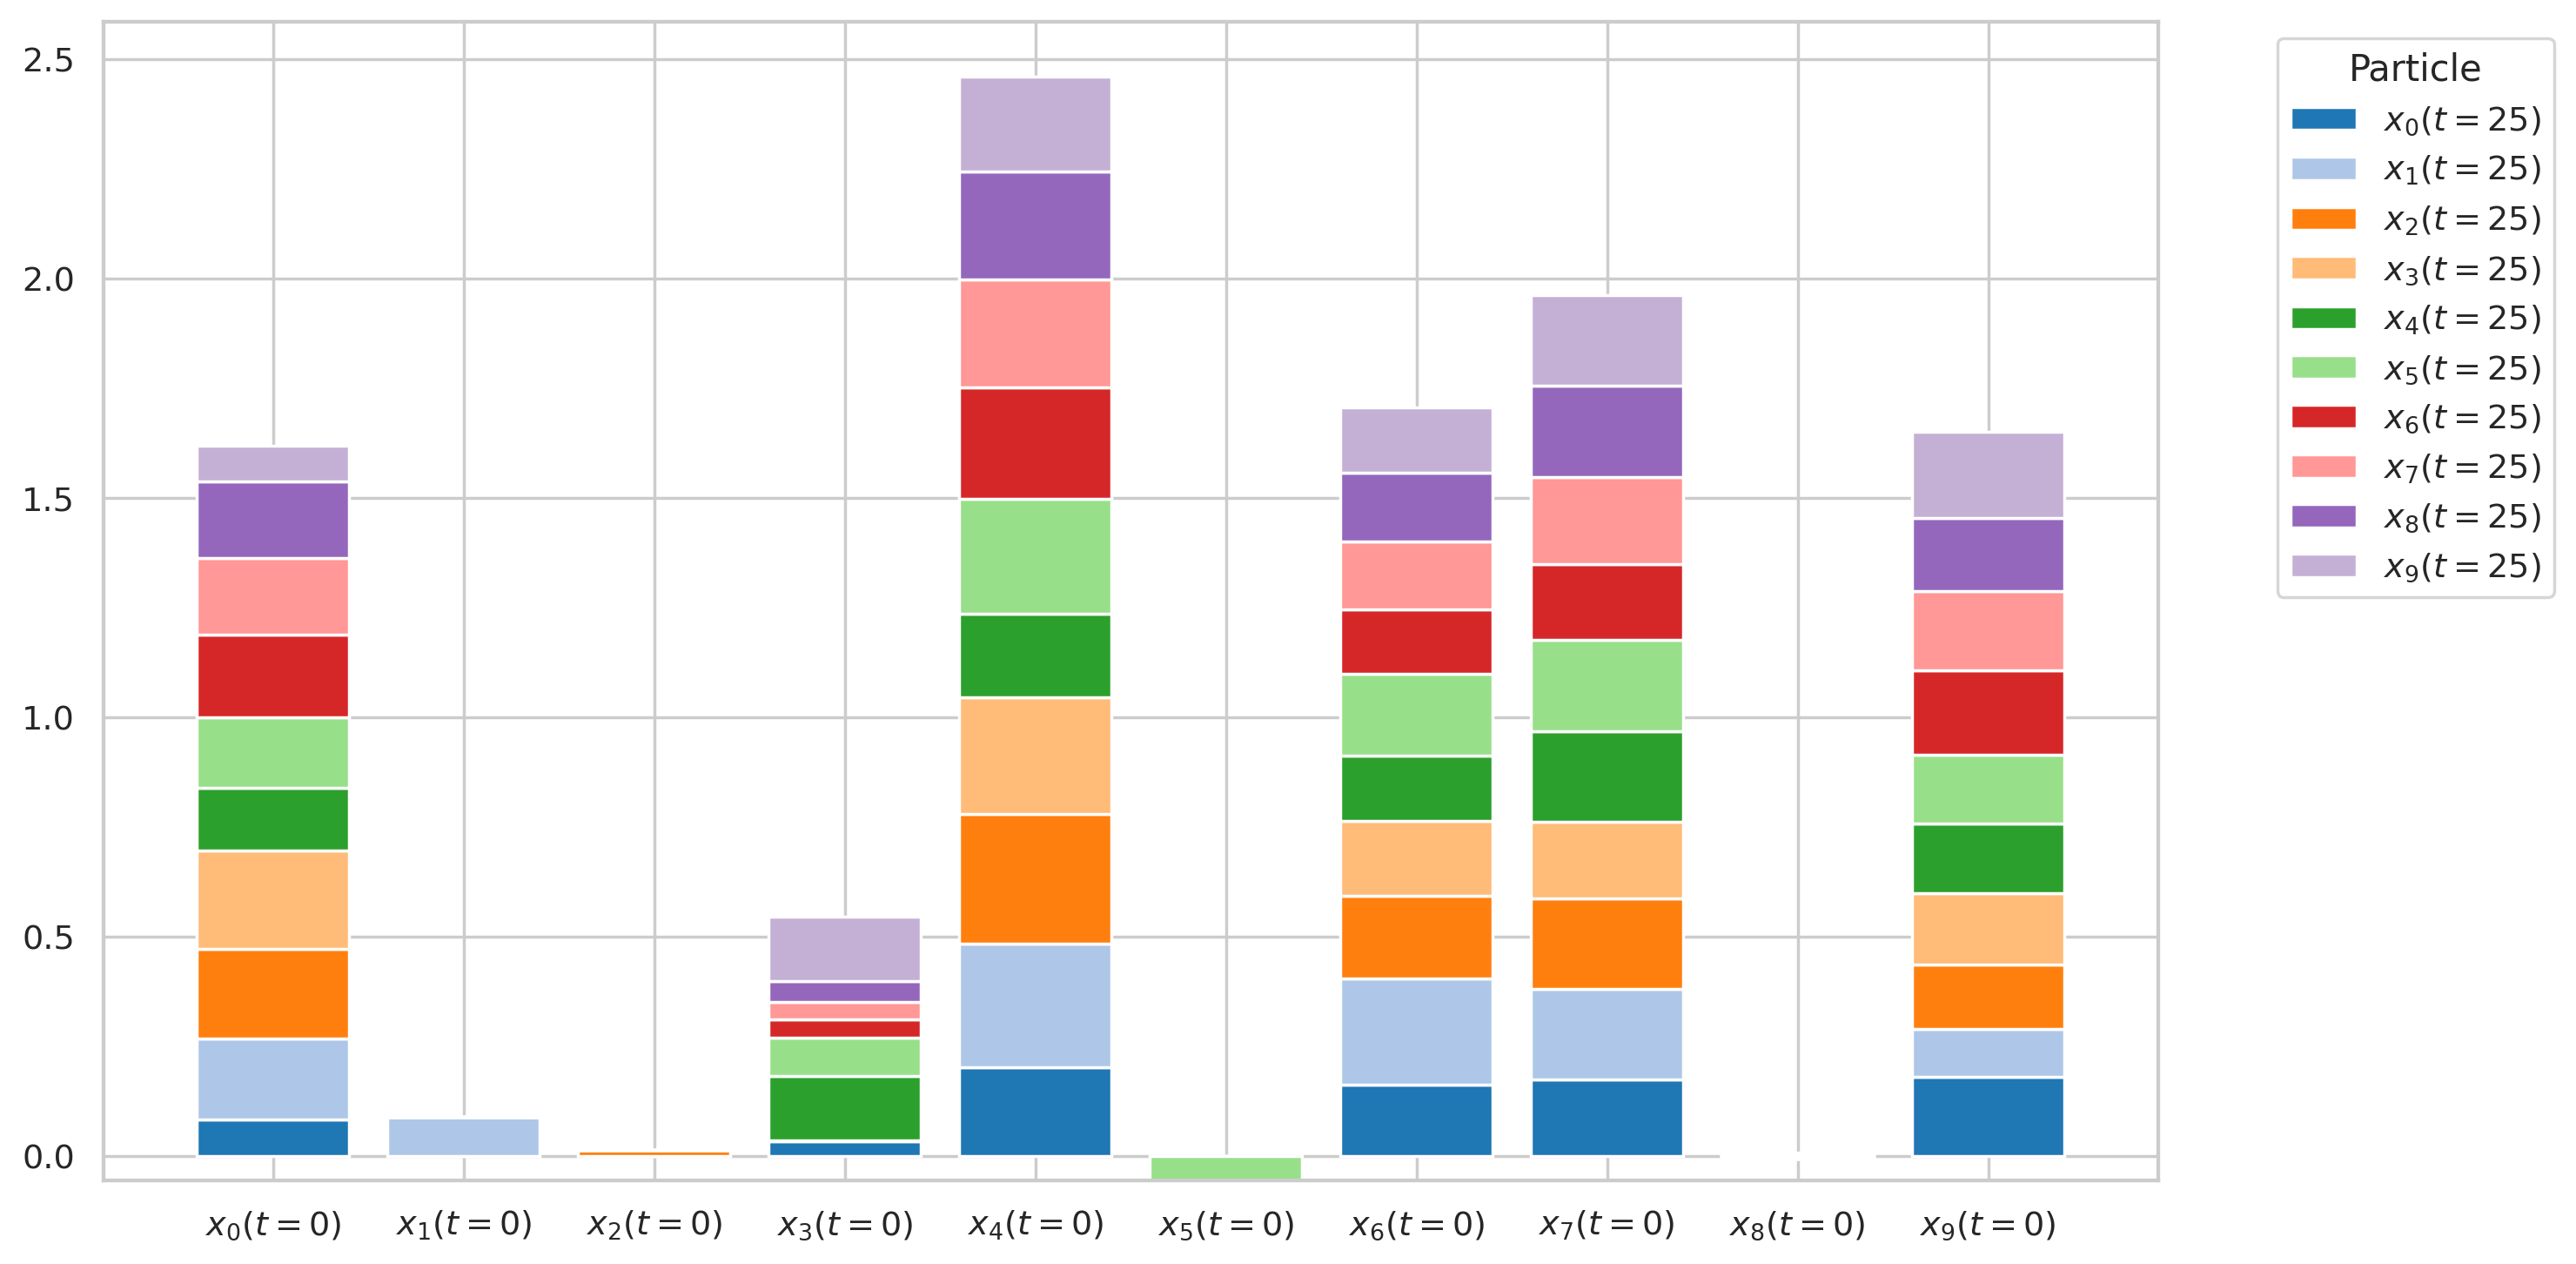 2.5
2.0
1.5
1.0
0.5
0.0
x₀(t = 0)
x₁(t = 0)
x₂(t = 0)
x₃(t = 0)
x₄(t = 0)
x₅(t = 0)
x₆(t = 0)
x₇(t = 0)
x₈(t = 0)
x₉(t = 0)
Particle
x₀(t = 25)
x₁(t = 25)
x₂(t = 25)
x₃(t = 25)
x₄(t = 25)
x₅(t = 25)
x₆(t = 25)
x₇(t = 25)
x₈(t = 25)
x₉(t = 25)